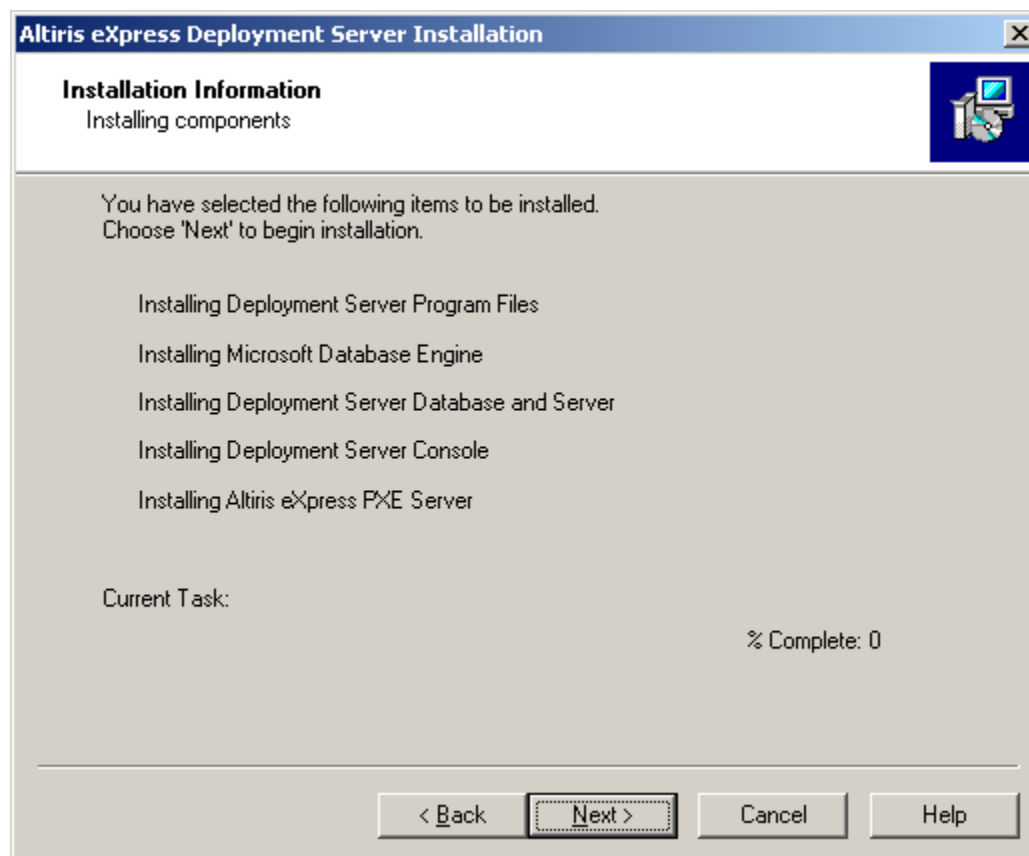 Altiris eXpress Deployment Server Installation
Installation Information
Installing components
You have selected the following items to be installed.
Choose 'Next' to begin installation.
Installing Deployment Server Program Files
Installing Microsoft Database Engine
Installing Deployment Server Database and Server
Installing Deployment Server Console
Installing Altiris eXpress PXE Server
Current Task:
% Complete: 0
< Back Next > Cancel Help